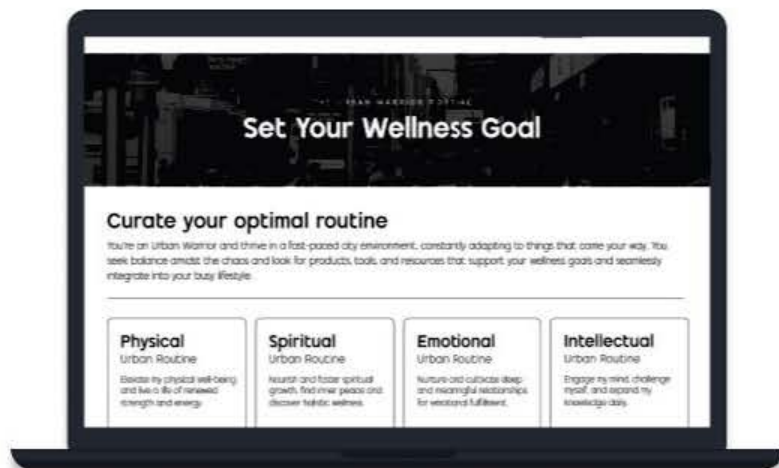 URBAN WARRIOR ROUTINE
Set Your Wellness Goal
Curate your optimal routine
You're an Urban Warrior and thrive in a fast-paced city environment, constantly adapting to things that come your way. You
seek balance amidst the chaos and look for products, tools, and resources that support your wellness goals and seamlessly
integrate into your busy lifestyle.
Physical
Urban Routine
Elevate my physical well-being
and live a life of renewed
strength and energy.
Spiritual
Urban Routine
Nourish and foster spiritual
growth, find inner peace and
discover holistic wellness.
Emotional
Urban Routine
Nurture and cultivate deep
and meaningful relationships
for emotional fulfillment.
Intellectual
Urban Routine
Engage my mind, challenge
myself, and expand my
knowledge daily.